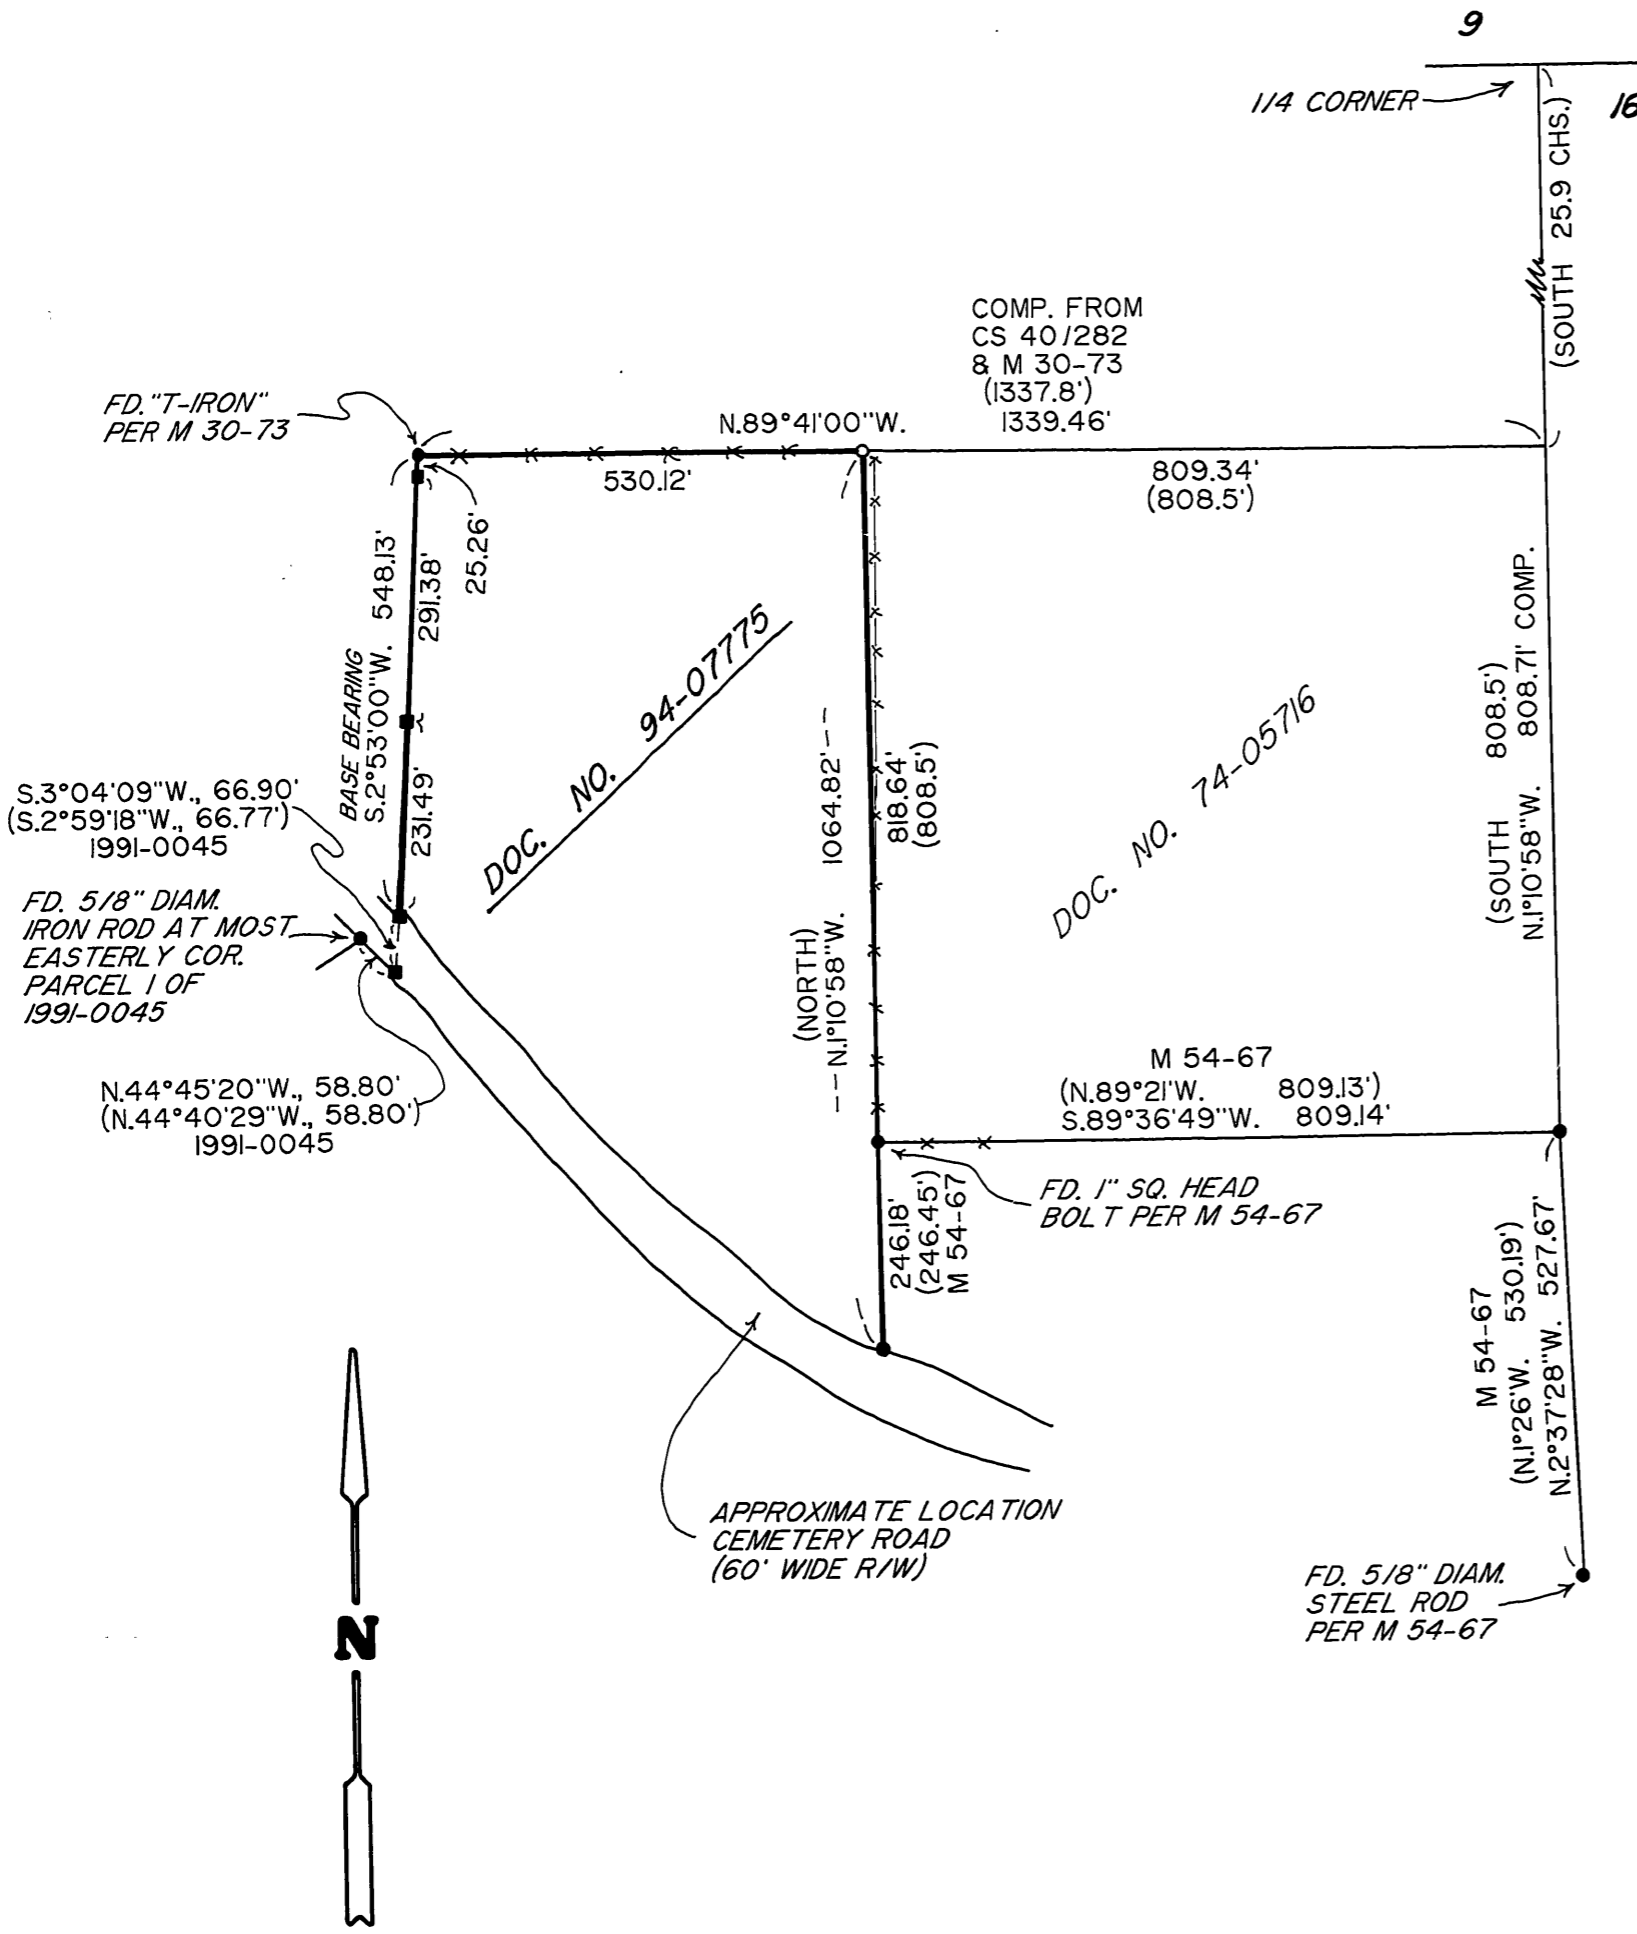 9
1/4 CORNER
16
(SOUTH 25.9 CHS.)
COMP. FROM
CS 40/282
& M 30-73
(1337.8')
1339.46'
N.89°41'00"W.
FD. "T-IRON"
PER M 30-73
530.12'
809.34'
(808.5')
25.26'
BASE BEARING
S.2°53'00"W. 548.13'
291.38'
231.49'
DOC. NO. 94-07775
(NORTH)
--N.1°10'58"W. 1064.82'--
818.64'
(808.5')
DOC. NO. 74-05716
(SOUTH 808.5')
N.1°10'58"W. 808.71' COMP.
S.3°04'09"W., 66.90'
(S.2°59'18"W., 66.77')
1991-0045
FD. 5/8" DIAM.
IRON ROD AT MOST
EASTERLY COR.
PARCEL 1 OF
1991-0045
N.44°45'20"W., 58.80'
(N.44°40'29"W., 58.80')
1991-0045
M 54-67
(N.89°21'W. 809.13')
S.89°36'49"W. 809.14'
FD. 1" SQ. HEAD
BOLT PER M 54-67
246.18'
(246.45')
M 54-67
M 54-67
(N.1°26'W. 530.19')
N.2°37'28"W. 527.67'
APPROXIMATE LOCATION
CEMETERY ROAD
(60' WIDE R/W)
FD. 5/8" DIAM.
STEEL ROD
PER M 54-67
N